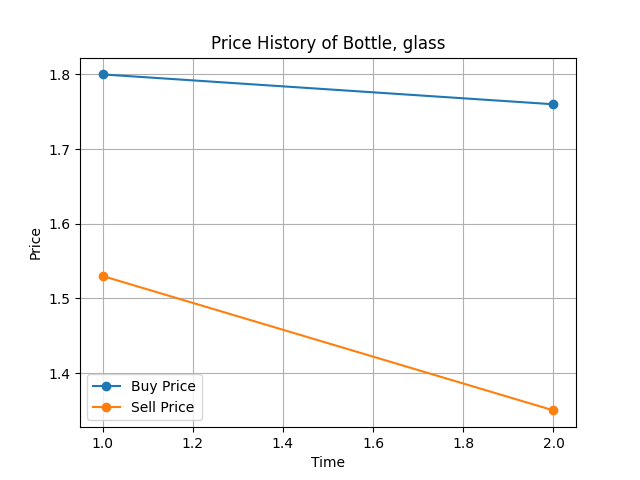 Price History of Bottle, glass
Price
1.8
1.7
1.6
1.5
1.4
Buy Price
Sell Price
1.0 1.2 1.4 1.6 1.8 2.0
Time